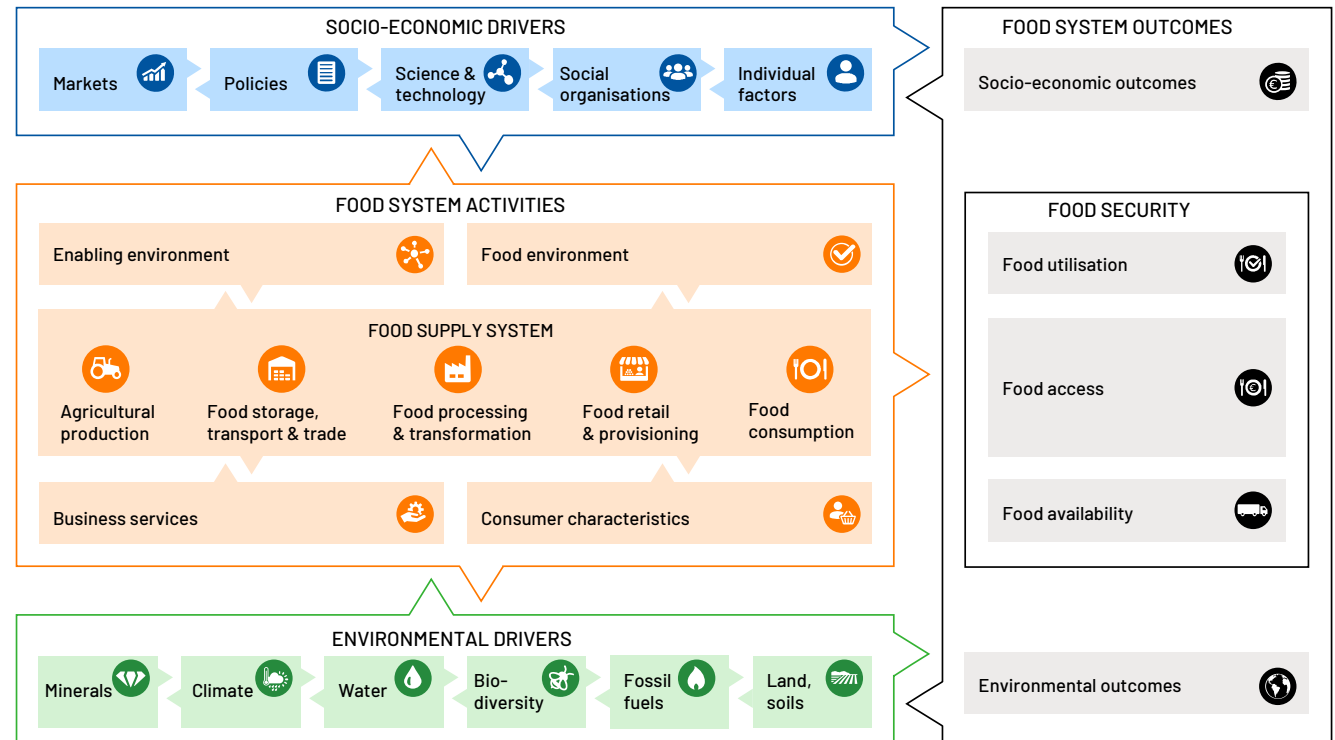 SOCIO-ECONOMIC DRIVERS
Markets
Policies
Science &
technology
Social
organisations
Individual
factors
FOOD SYSTEM ACTIVITIES
Enabling environment
Food environment
FOOD SUPPLY SYSTEM
Agricultural
production
Food storage,
transport & trade
Food processing
& transformation
Food retail
& provisioning
Food
consumption
Business services
Consumer characteristics
ENVIRONMENTAL DRIVERS
Minerals
Climate
Water
Bio-
diversity
Fossil
fuels
Land,
soils
FOOD SYSTEM OUTCOMES
Socio-economic outcomes
FOOD SECURITY
Food utilisation
Food access
Food availability
Environmental outcomes